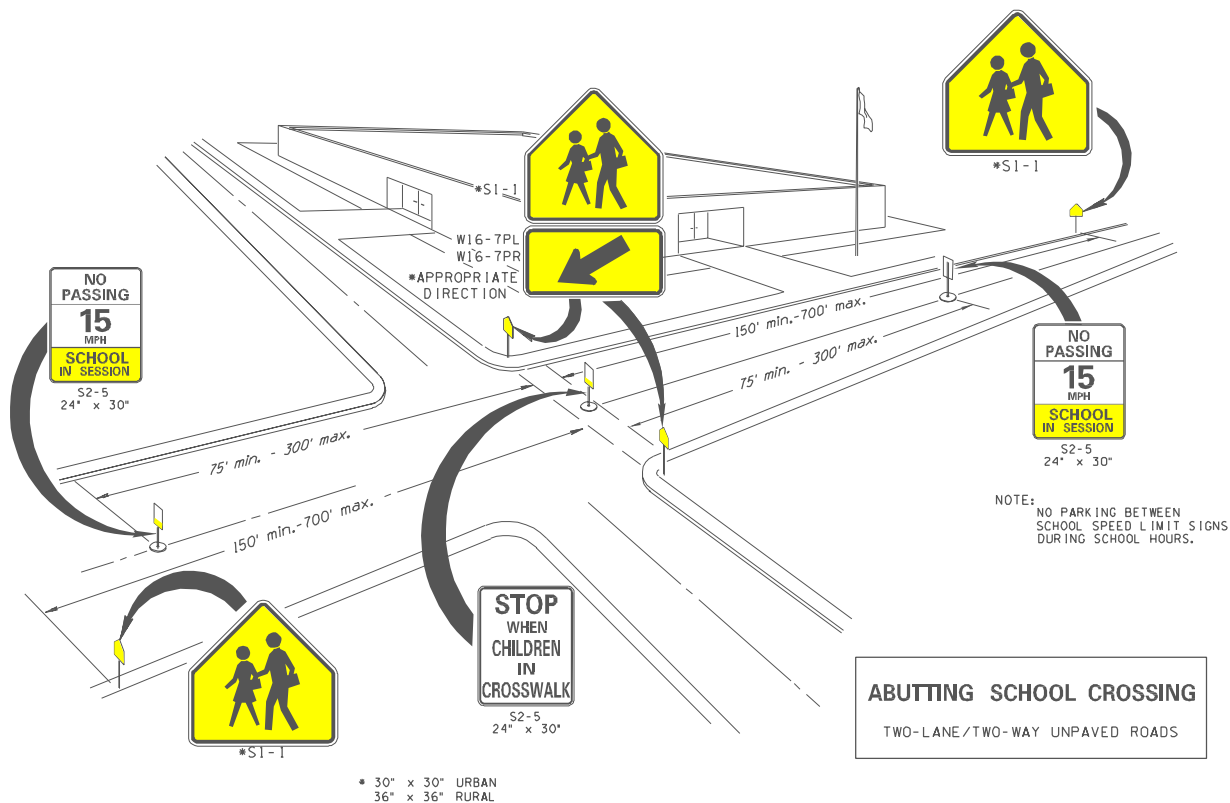 *S1-1
*S1-1
W16-7PL
W16-7PR
*APPROPRIATE
DIRECTION
NO
PASSING
15
MPH
SCHOOL
IN SESSION
S2-5
24" x 30"
150' min.-700' max.
75' min. - 300' max.
NO
PASSING
15
MPH
SCHOOL
IN SESSION
S2-5
24" x 30"
75' min. - 300' max.
150' min.-700' max.
NOTE:
NO PARKING BETWEEN
SCHOOL SPEED LIMIT SIGNS
DURING SCHOOL HOURS.
STOP
WHEN
CHILDREN
IN
CROSSWALK
S2-5
24" x 30"
*S1-1
ABUTTING SCHOOL CROSSING
TWO-LANE/TWO-WAY UNPAVED ROADS
* 30" x 30" URBAN
36" x 36" RURAL